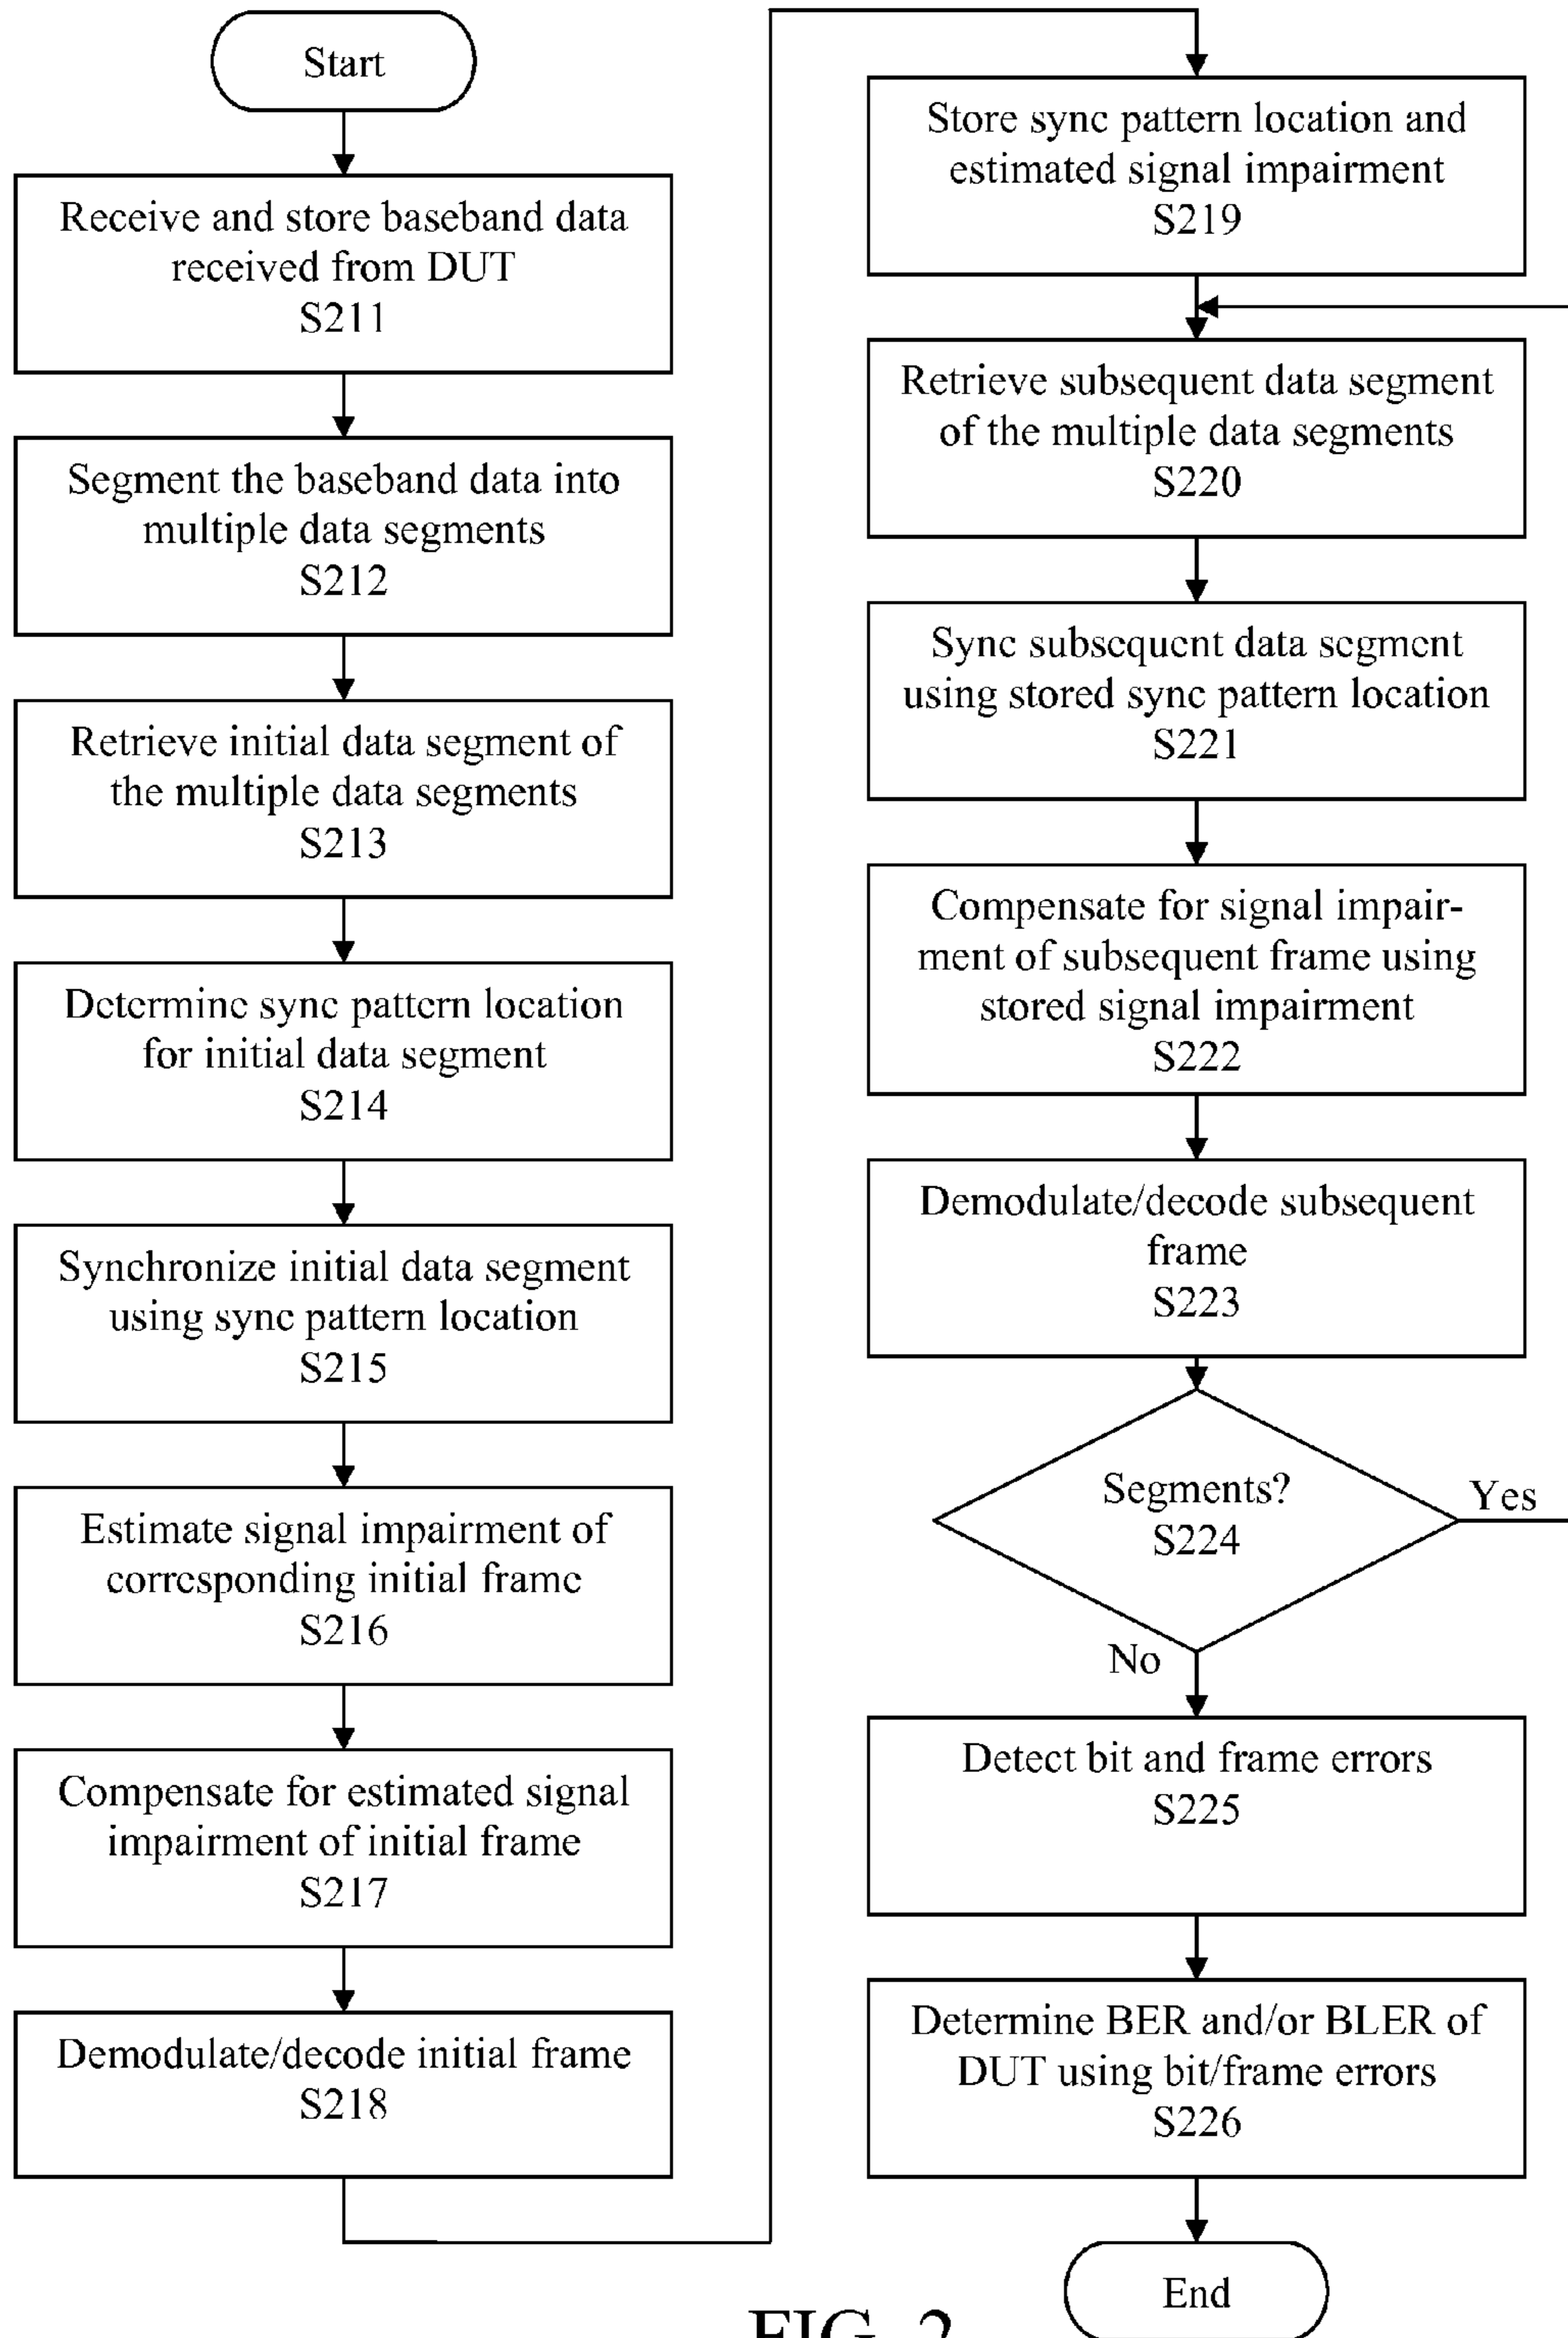 Start
Receive and store baseband data
received from DUT
S211
Segment the baseband data into
multiple data segments
S212
Retrieve initial data segment of
the multiple data segments
S213
Determine sync pattern location
for initial data segment
S214
Synchronize initial data segment
using sync pattern location
S215
Estimate signal impairment of
corresponding initial frame
S216
Compensate for estimated signal
impairment of initial frame
S217
Demodulate/decode initial frame
S218
Store sync pattern location and
estimated signal impairment
S219
Retrieve subsequent data segment
of the multiple data segments
S220
Sync subsequent data segment
using stored sync pattern location
S221
Compensate for signal impair-
ment of subsequent frame using
stored signal impairment
S222
Demodulate/decode subsequent
frame
S223
Segments?
S224
Yes
No
Detect bit and frame errors
S225
Determine BER and/or BLER of
DUT using bit/frame errors
S226
End
FIG. 2